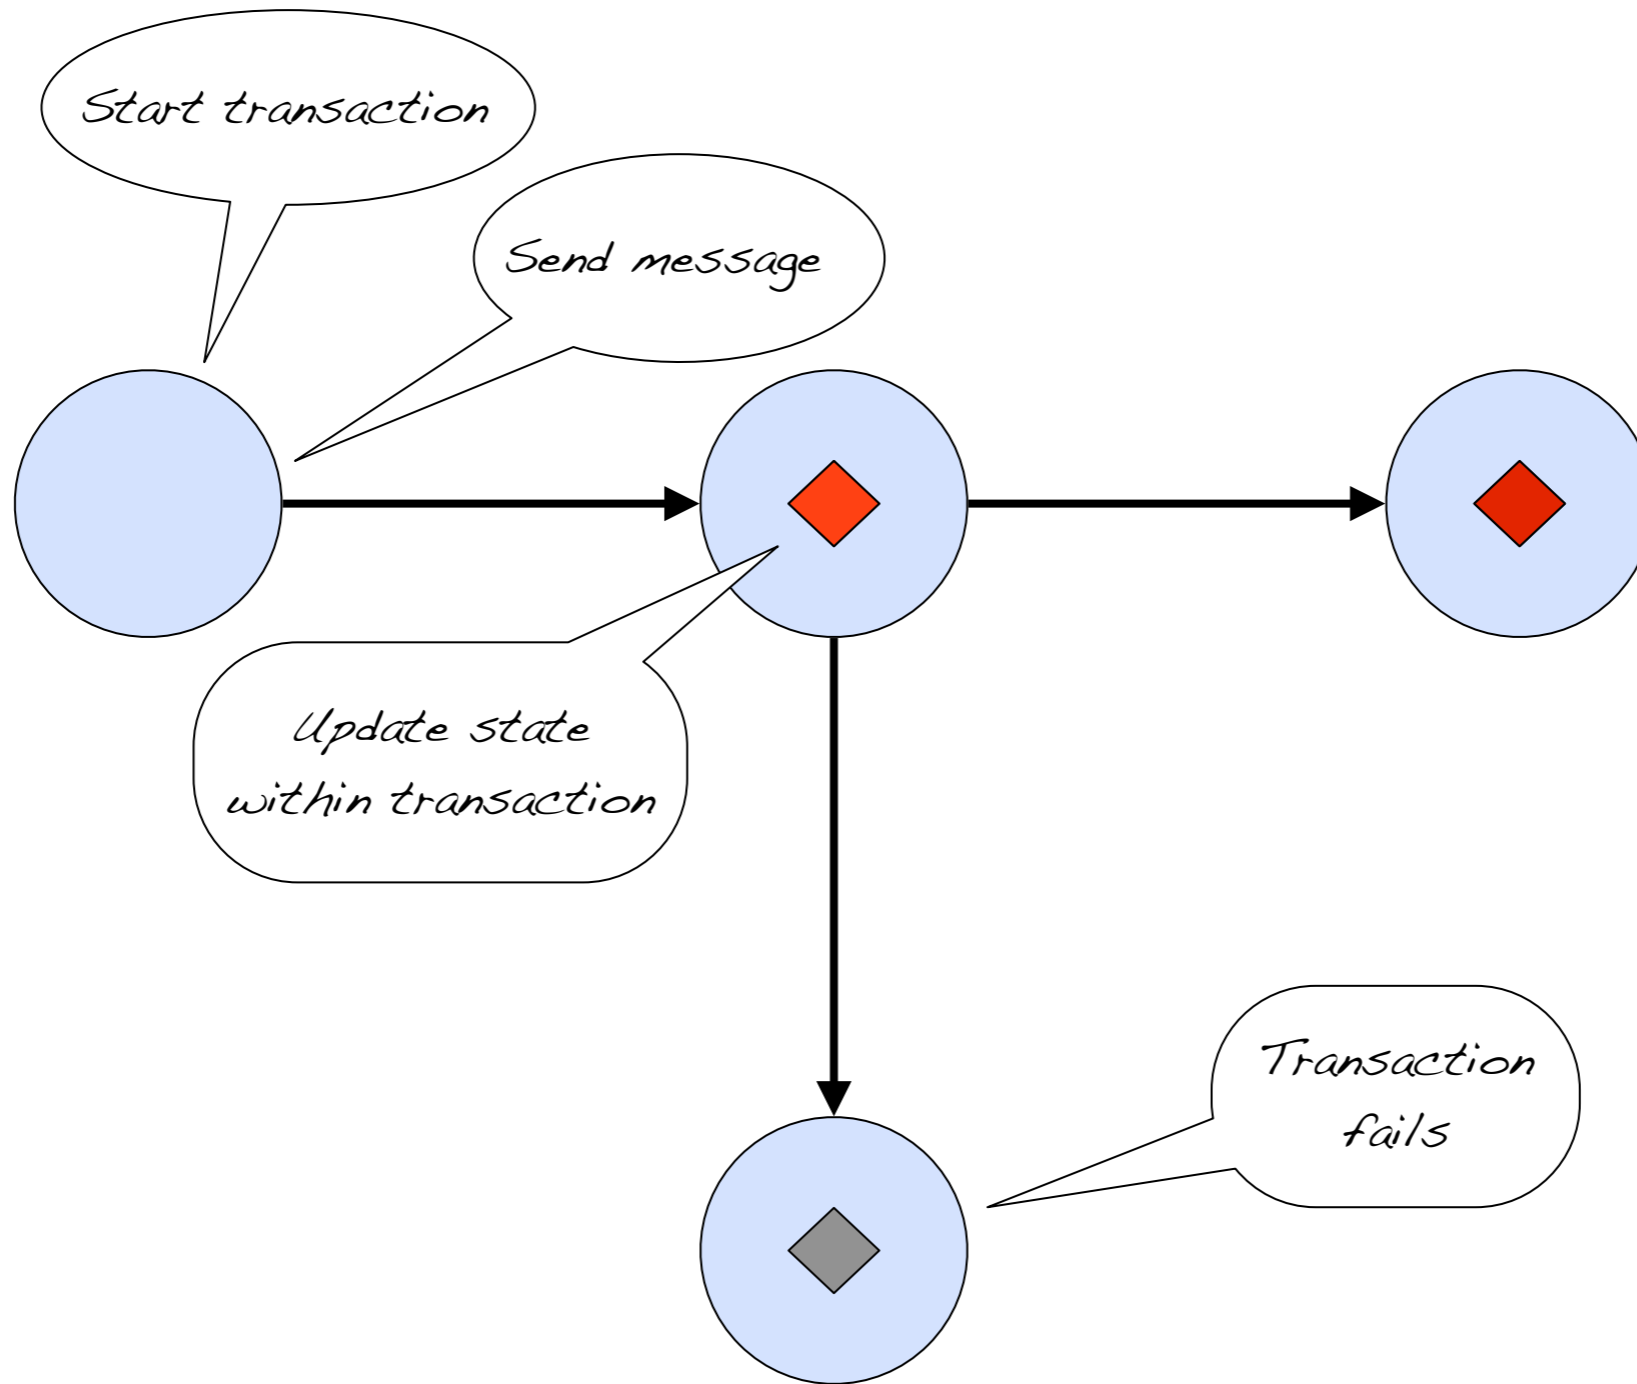 Start transaction
Send message
Update state
within transaction
Transaction
fails